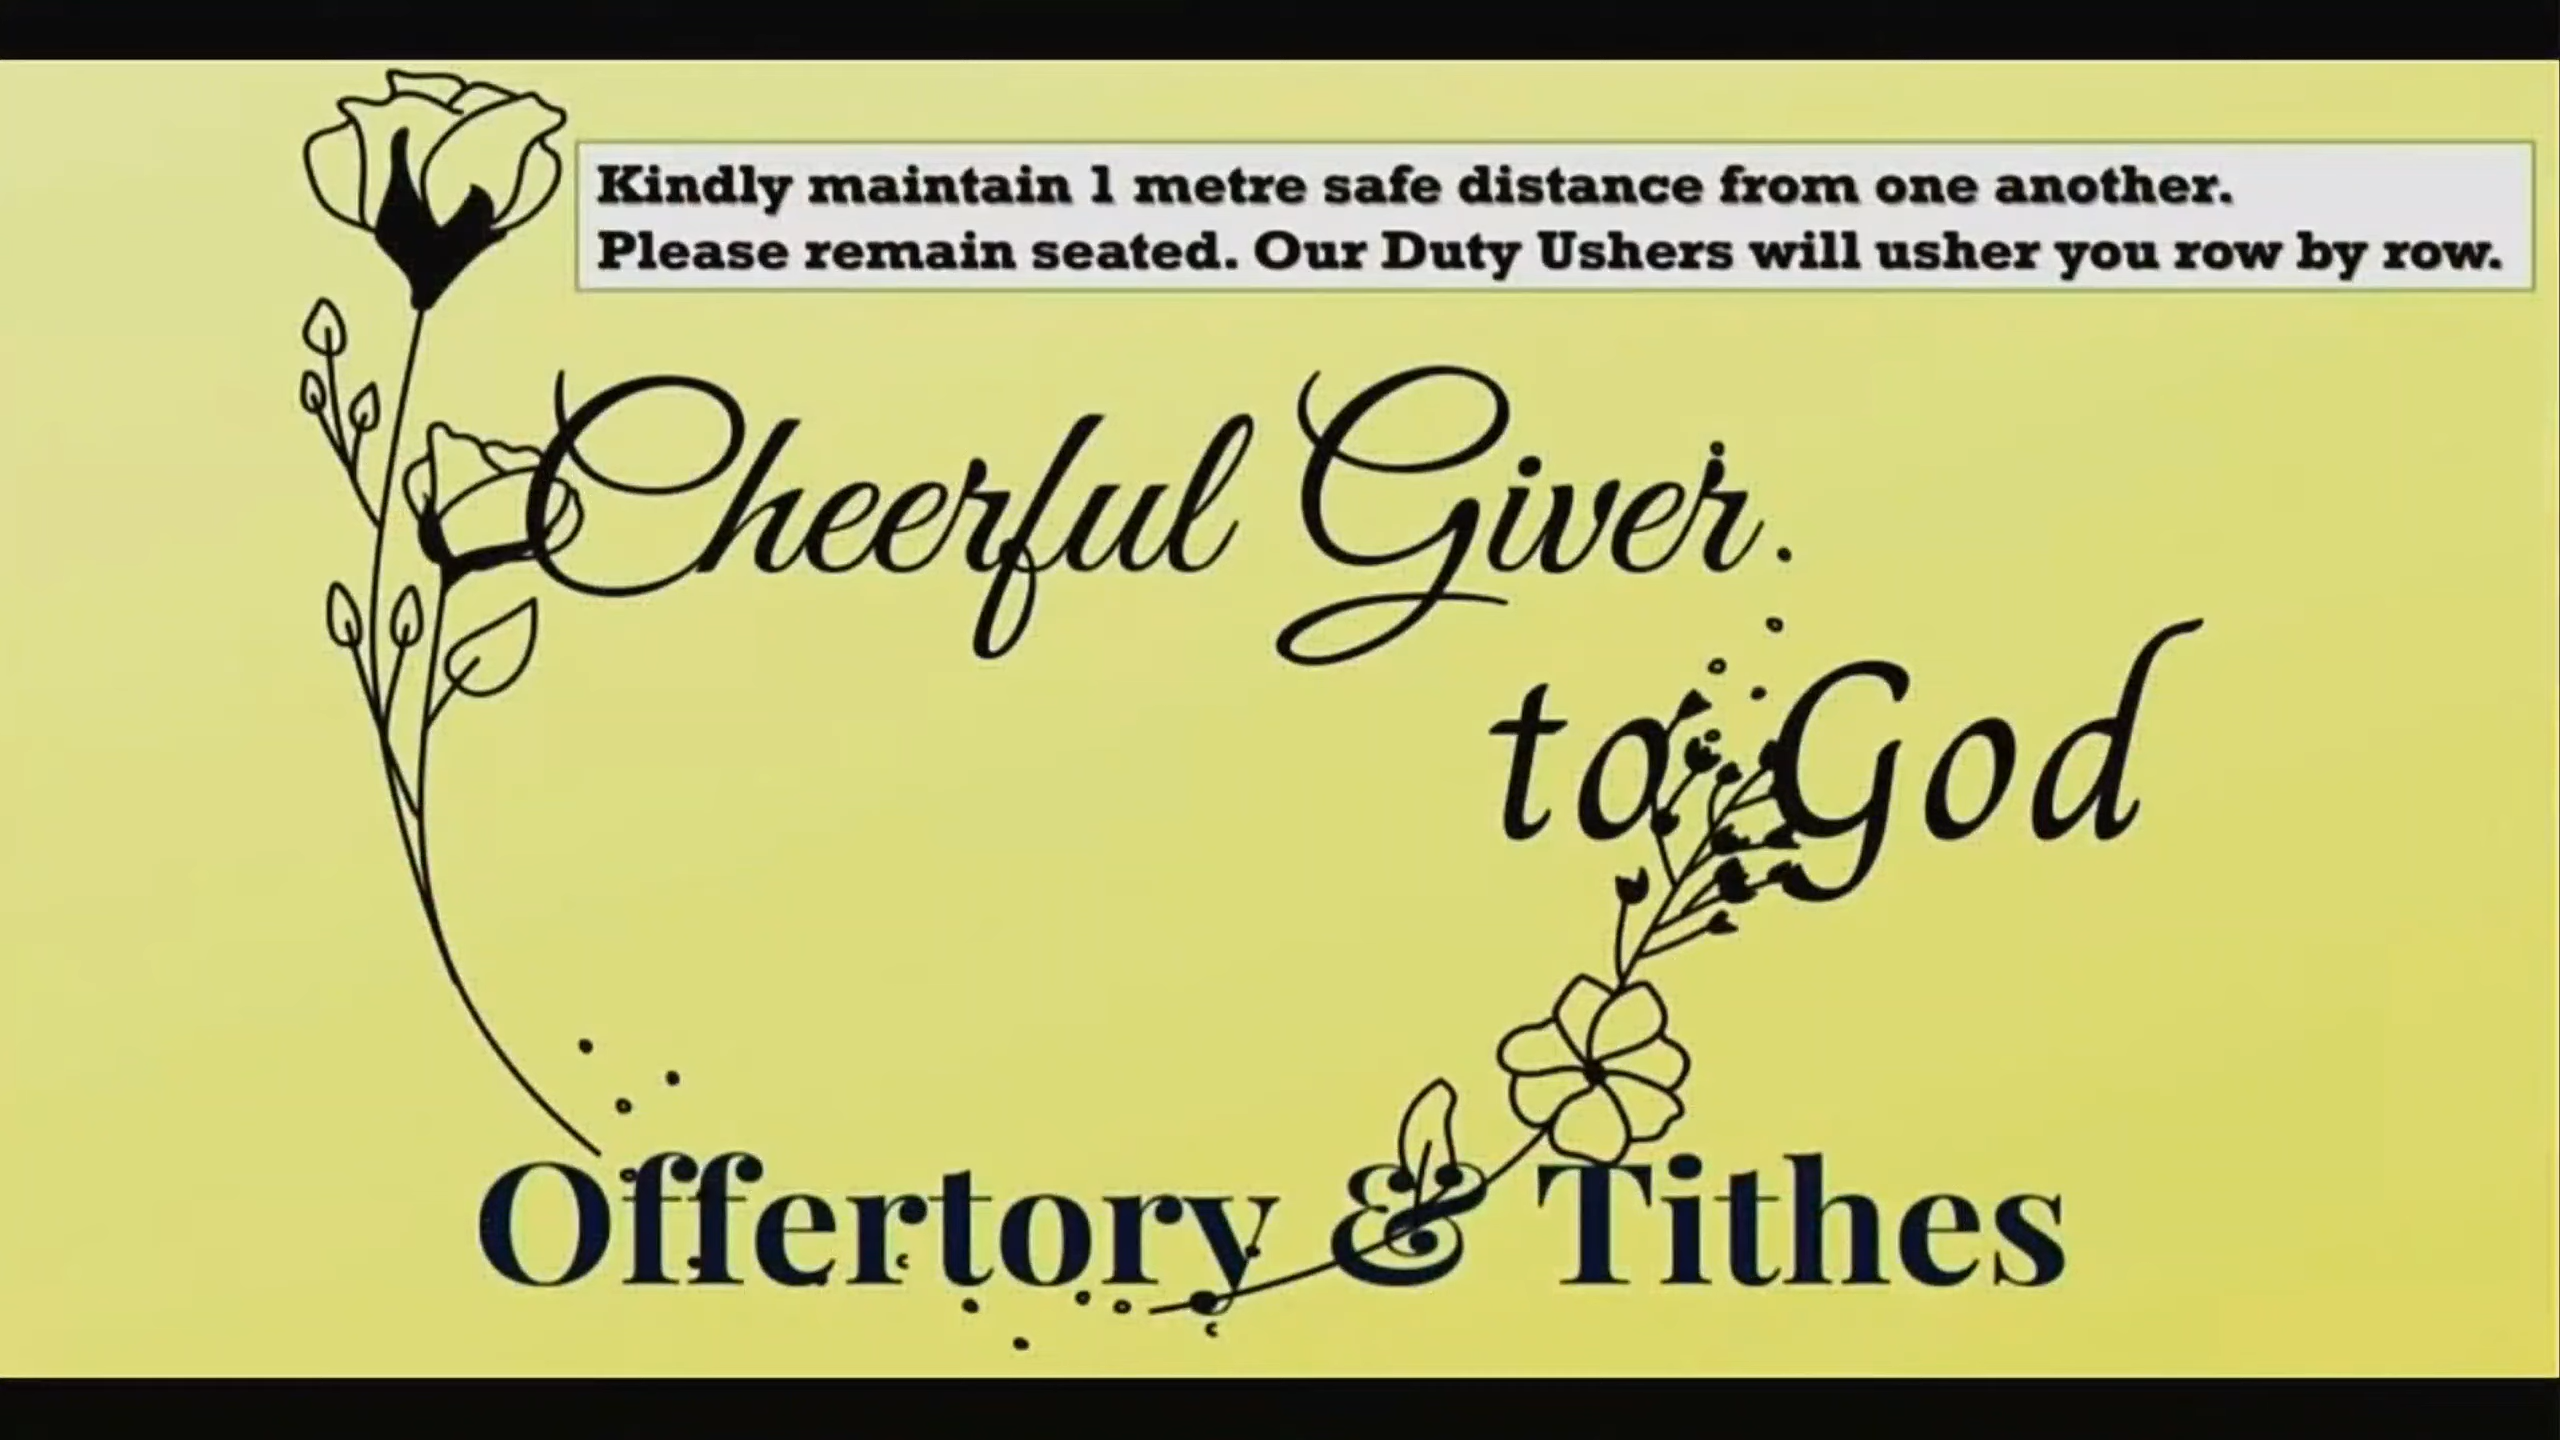 Kindly maintain 1 metre safe distance from one another.
Please remain seated. Our Duty Ushers will usher you row by row.
Cheerful Giver.
to God
Offertory & Tithes